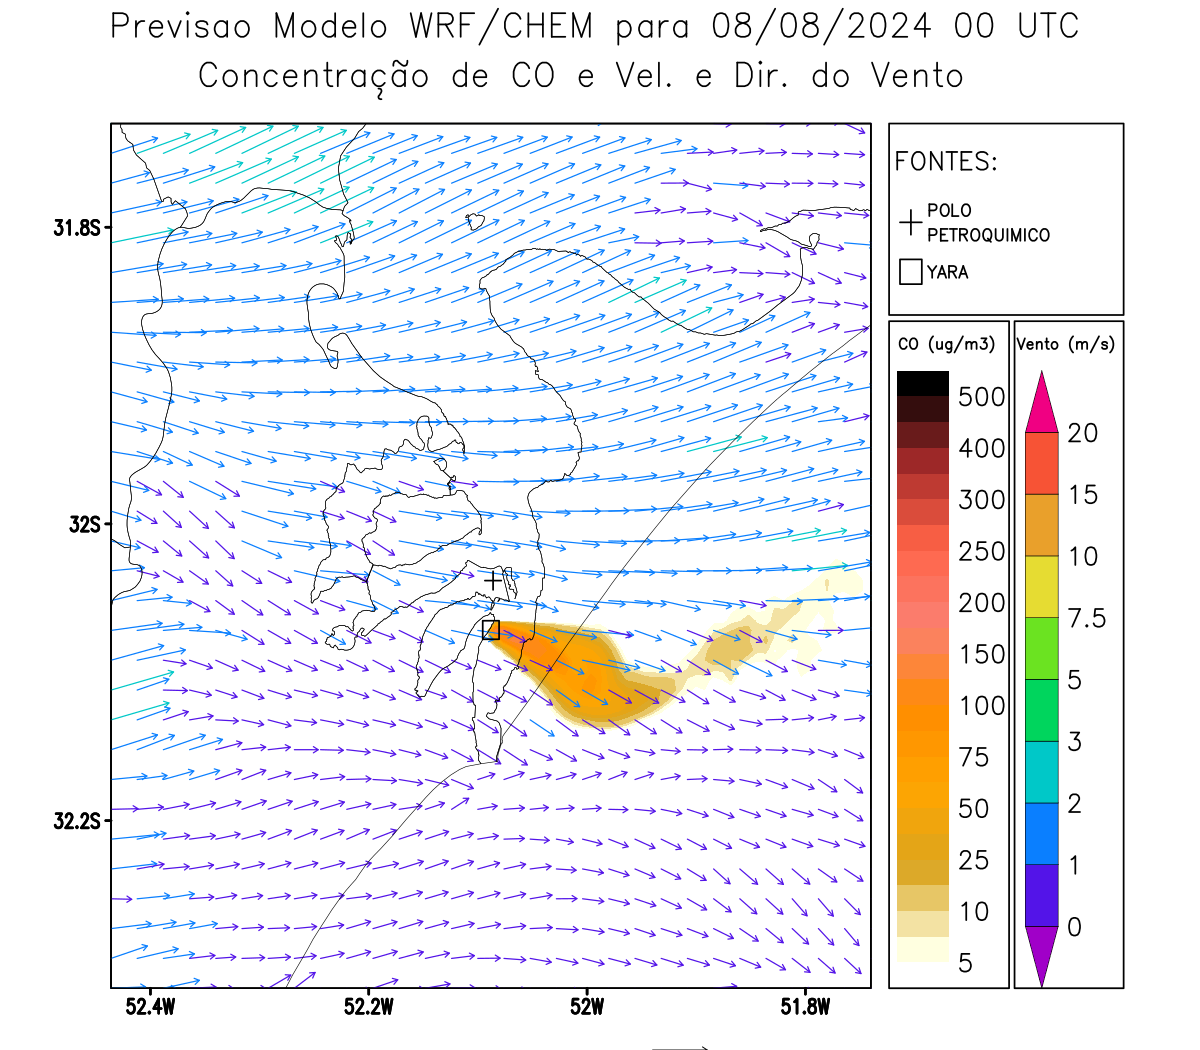 Previsao Modelo WRF/CHEM para 08/08/2024 00 UTC
Concentração de CO e Vel. e Dir. do Vento
FONTES:
POLO
PETROQUIMICO
YARA
31.8S
32S
32.2S
52.4W
52.2W
52W
51.8W
CO (ug/m3)
500
400
300
250
200
150
100
75
50
25
10
5
Vento (m/s)
20
15
10
7.5
5
3
2
1
0